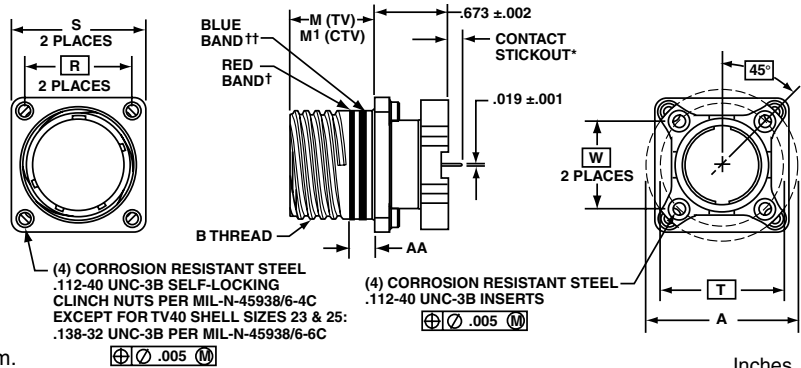 S
2 PLACES
R
2 PLACES
BLUE
BAND††
RED
BAND†
M (TV)
M1 (CTV)
.673 ±.002
CONTACT
STICKOUT*
.019 ±.001
45°
W
2 PLACES
B THREAD
AA
(4) CORROSION RESISTANT STEEL
.112-40 UNC-3B SELF-LOCKING
CLINCH NUTS PER MIL-N-45938/6-4C
EXCEPT FOR TV40 SHELL SIZES 23 & 25:
.138-32 UNC-3B PER MIL-N-45938/6-6C
⌖ ∅ .005 Ⓜ
(4) CORROSION RESISTANT STEEL
.112-40 UNC-3B INSERTS
⌖ ∅ .005 Ⓜ
T
A
m.
Inches